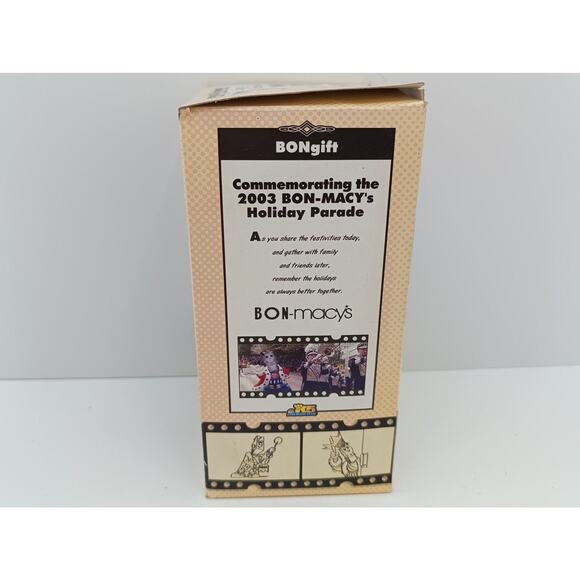 BONgift
Commemorating the
2003 BON-MACY's
Holiday Parade
As you share the festivities today,
and gather with family
and friends later,
remember the holidays
are always better together.
BON-macy's